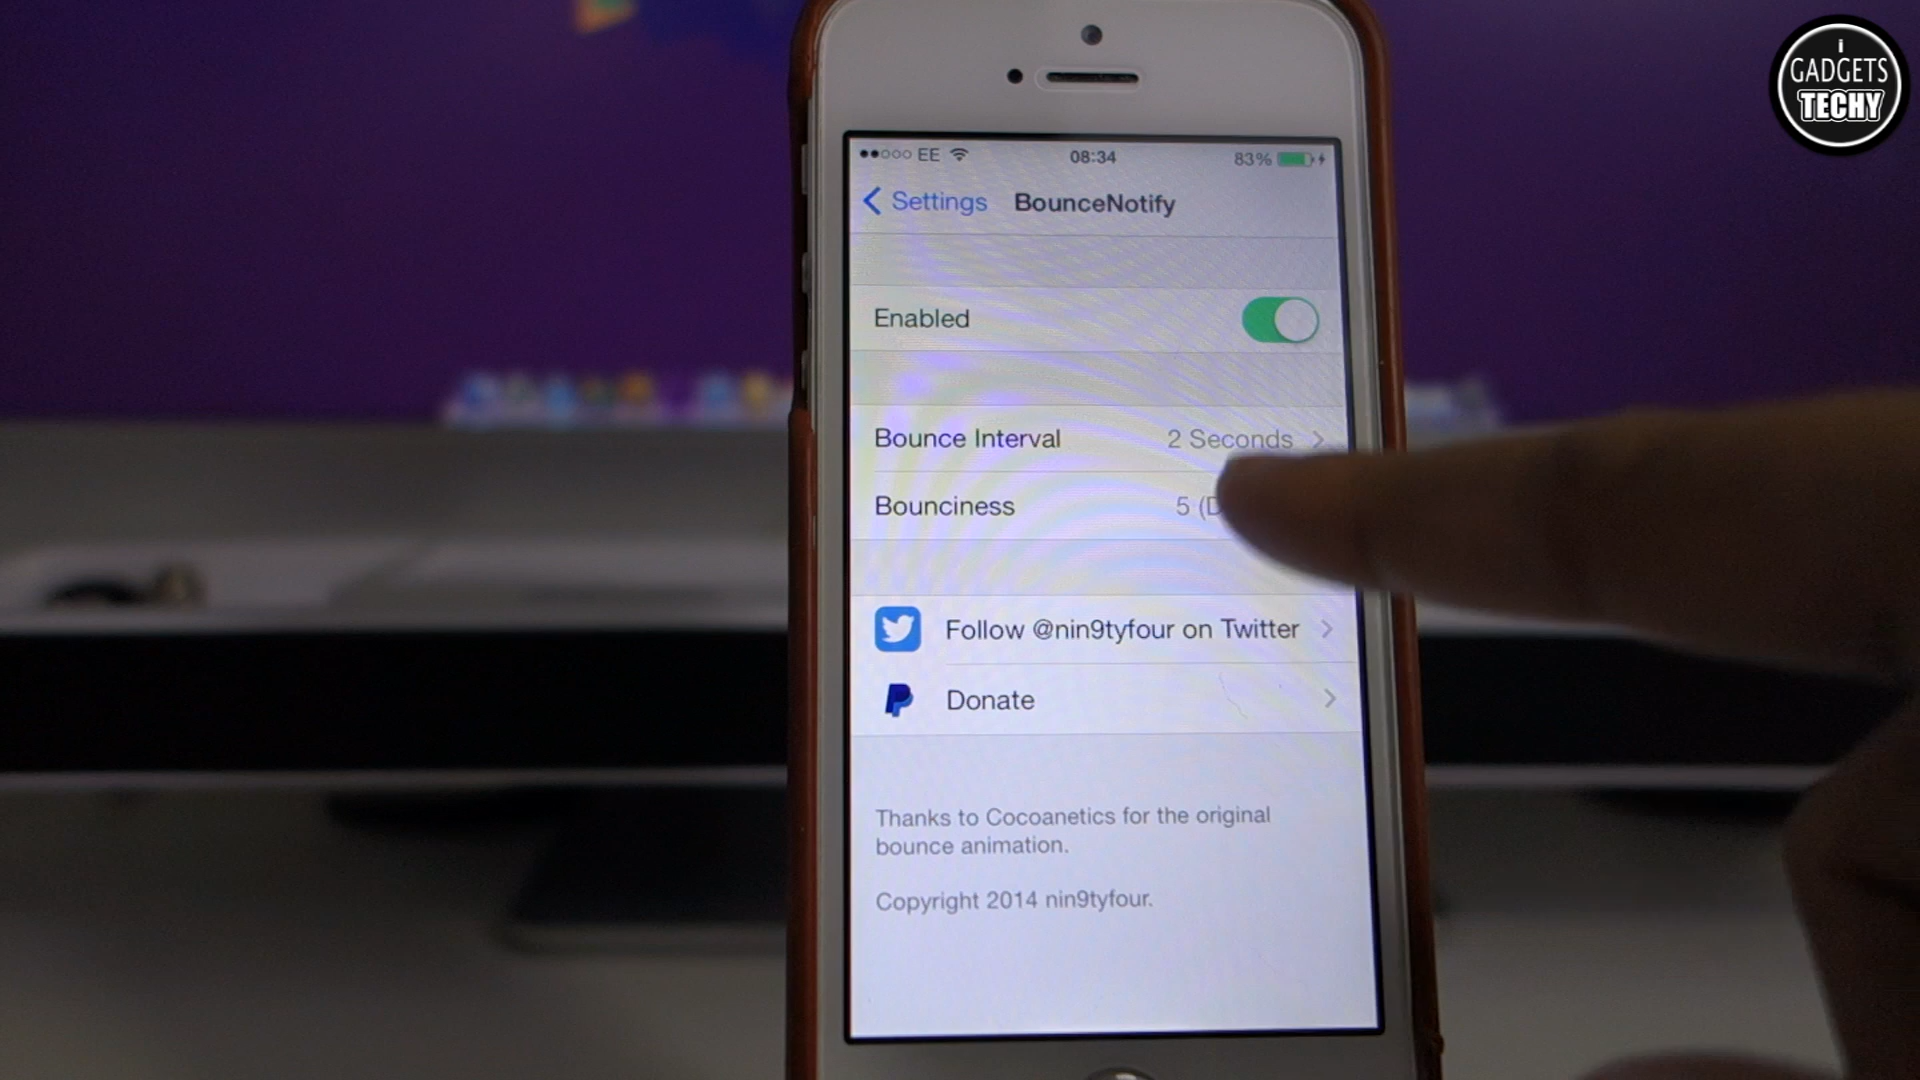 i
GADGETS
TECHY
EE 08:34 83%
Settings BounceNotify
Enabled
Bounce Interval 2 Seconds
Bounciness 5 (D
Follow @nin9tyfour on Twitter
Donate
Thanks to Cocoanetics for the original
bounce animation.
Copyright 2014 nin9tyfour.